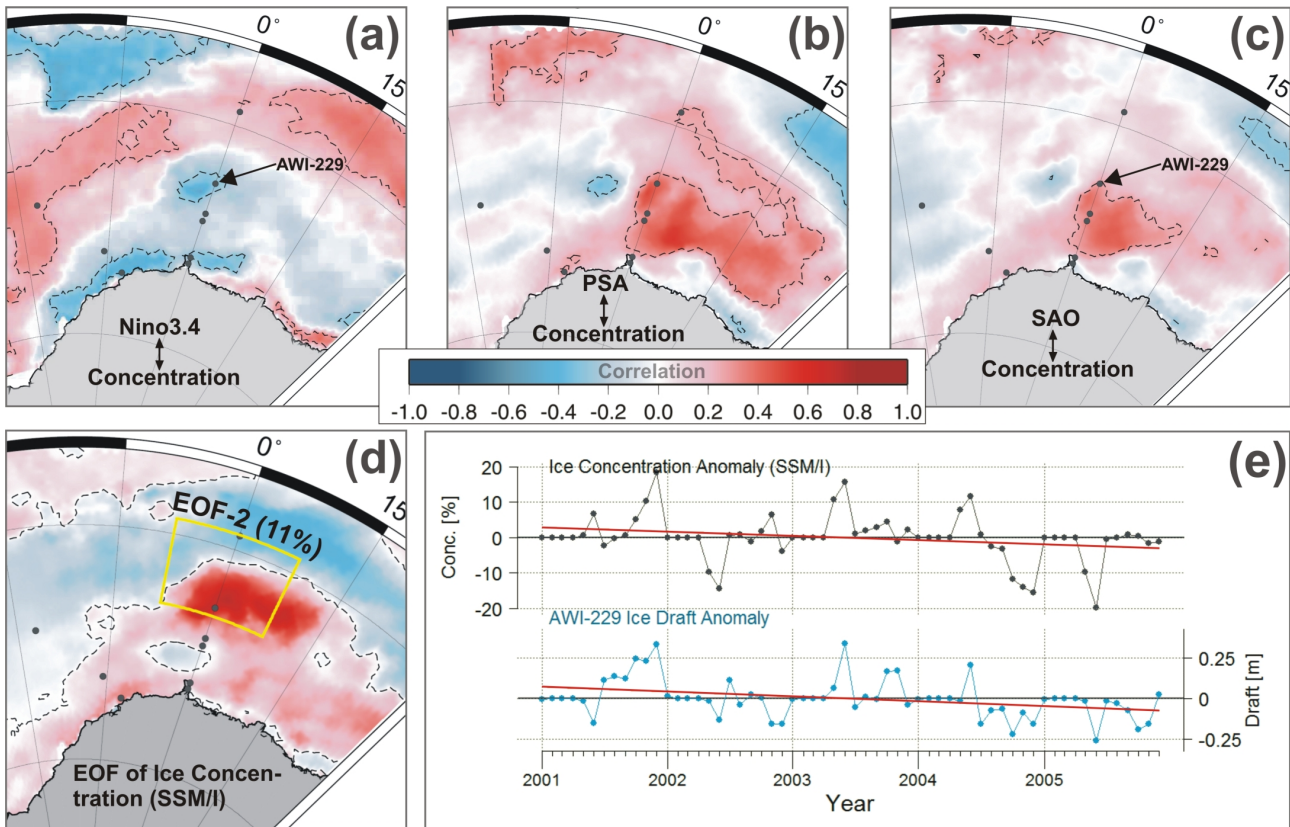 (a)
0°
15
AWI-229
Nino3.4
Concentration
(b)
0°
15
PSA
Concentration
(c)
0°
15
AWI-229
SAO
Concentration
Correlation
-1.0 -0.8 -0.6 -0.4 -0.2 0.0 0.2 0.4 0.6 0.8 1.0
(d)
0°
15
EOF-2 (11%)
EOF of Ice Concen-
tration (SSM/I)
(e)
Ice Concentration Anomaly (SSM/I)
Conc. [%]
20
10
0
-10
-20
AWI-229 Ice Draft Anomaly
0.25
0
-0.25
Draft [m]
2001 2002 2003 2004 2005
Year